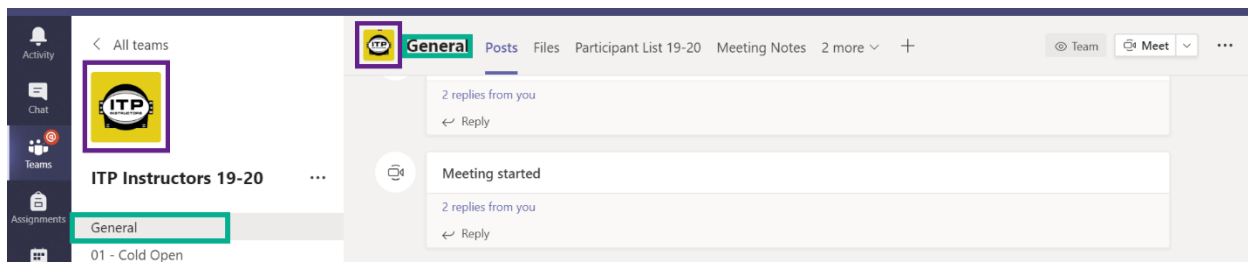 Activity
Chat
Teams
Assignments
All teams
ITP
INSTRUCTORS
ITP Instructors 19-20 ...
General
01 - Cold Open
ITP General Posts Files Participant List 19-20 Meeting Notes 2 more + Team Meet ...
2 replies from you
Reply
Meeting started
2 replies from you
Reply